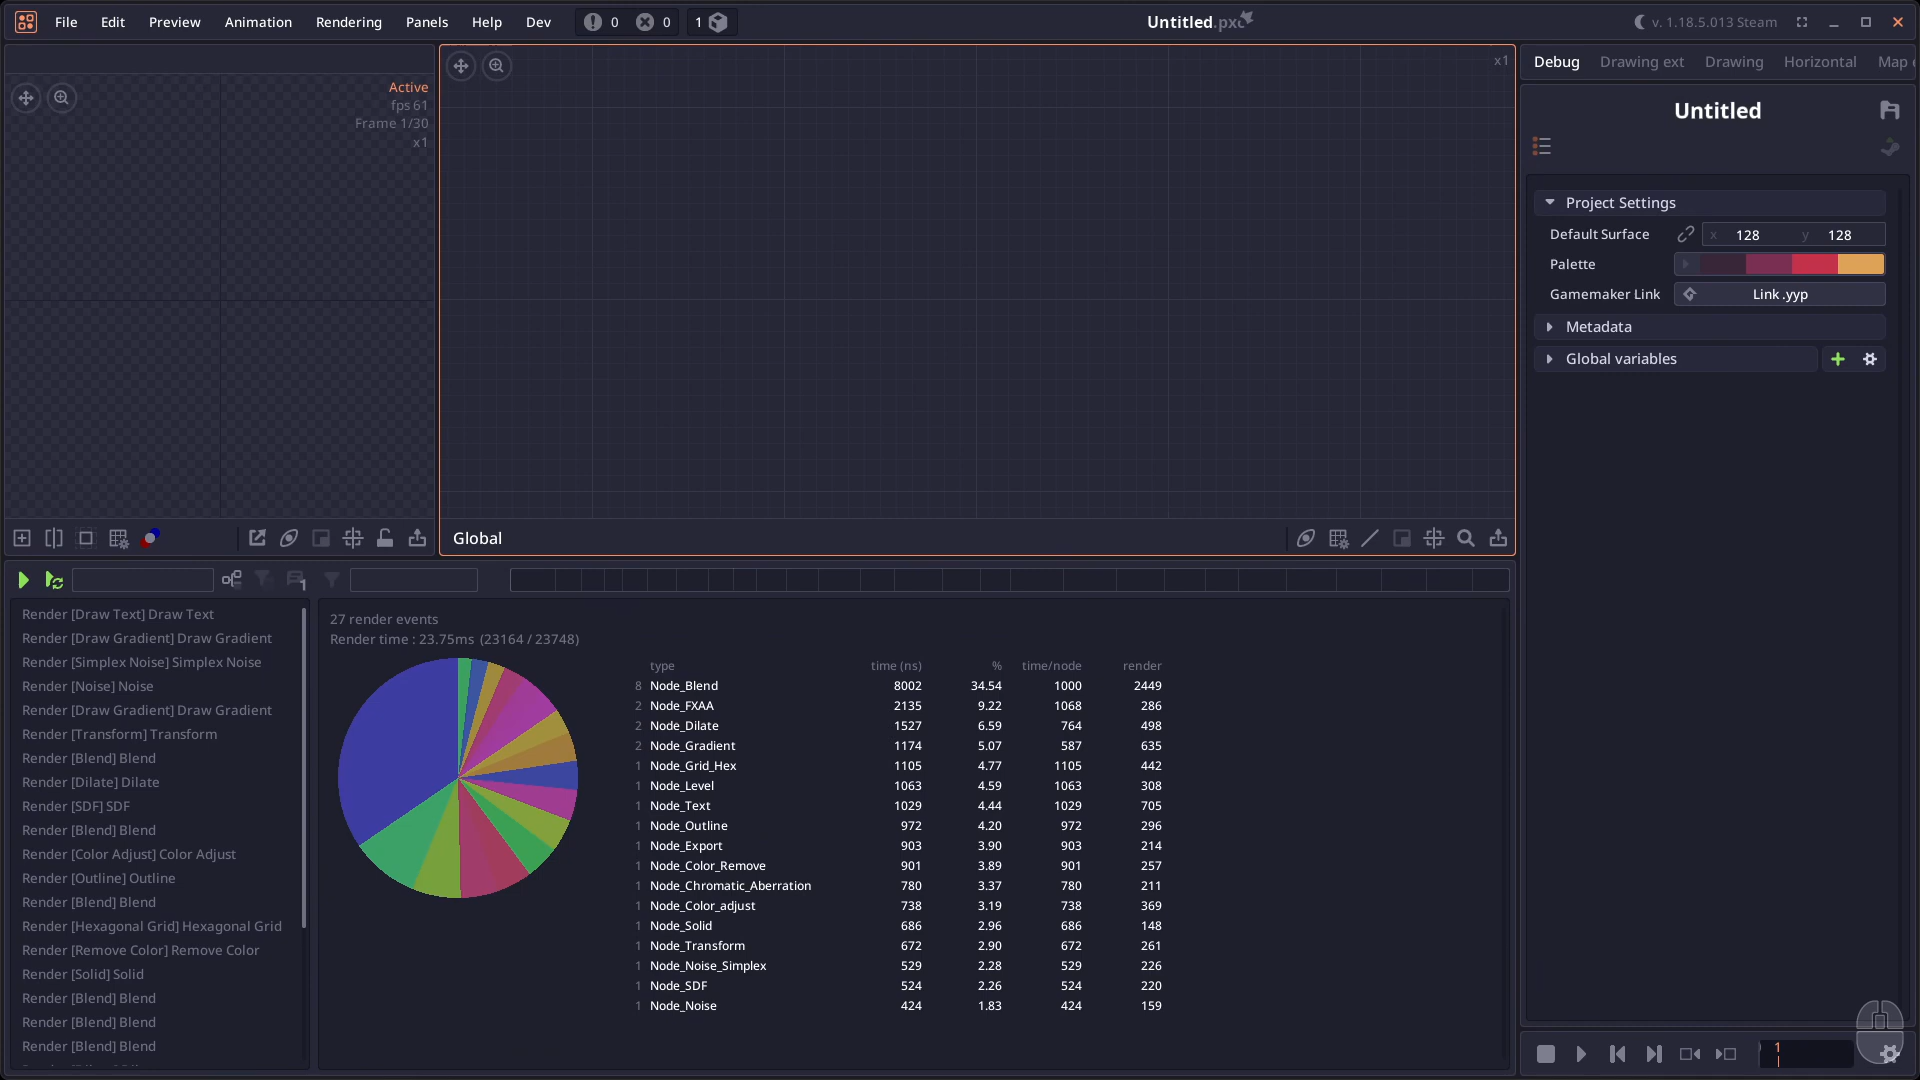 File Edit Preview Animation Rendering Panels Help Dev 0 0 1 Untitled.pxc v. 1.18.5.013 Steam
Active
fps 61
Frame 1/30
x1
x1
Global
Debug Drawing ext Drawing Horizontal Map
Untitled
Project Settings
Default Surface x 128 y 128
Palette
Gamemaker Link Link .yyp
Metadata
Global variables
1
Render [Draw Text] Draw Text
Render [Draw Gradient] Draw Gradient
Render [Simplex Noise] Simplex Noise
Render [Noise] Noise
Render [Draw Gradient] Draw Gradient
Render [Transform] Transform
Render [Blend] Blend
Render [Dilate] Dilate
Render [SDF] SDF
Render [Blend] Blend
Render [Color Adjust] Color Adjust
Render [Outline] Outline
Render [Blend] Blend
Render [Hexagonal Grid] Hexagonal Grid
Render [Remove Color] Remove Color
Render [Solid] Solid
Render [Blend] Blend
Render [Blend] Blend
Render [Blend] Blend
27 render events
Render time : 23.75ms (23164 / 23748)
type time (ns) % time/node render
8 Node_Blend 8002 34.54 1000 2449
2 Node_FXAA 2135 9.22 1068 286
2 Node_Dilate 1527 6.59 764 498
2 Node_Gradient 1174 5.07 587 635
1 Node_Grid_Hex 1105 4.77 1105 442
1 Node_Level 1063 4.59 1063 308
1 Node_Text 1029 4.44 1029 705
1 Node_Outline 972 4.20 972 296
1 Node_Export 903 3.90 903 214
1 Node_Color_Remove 901 3.89 901 257
1 Node_Chromatic_Aberration 780 3.37 780 211
1 Node_Color_adjust 738 3.19 738 369
1 Node_Solid 686 2.96 686 148
1 Node_Transform 672 2.90 672 261
1 Node_Noise_Simplex 529 2.28 529 226
1 Node_SDF 524 2.26 524 220
1 Node_Noise 424 1.83 424 159
1